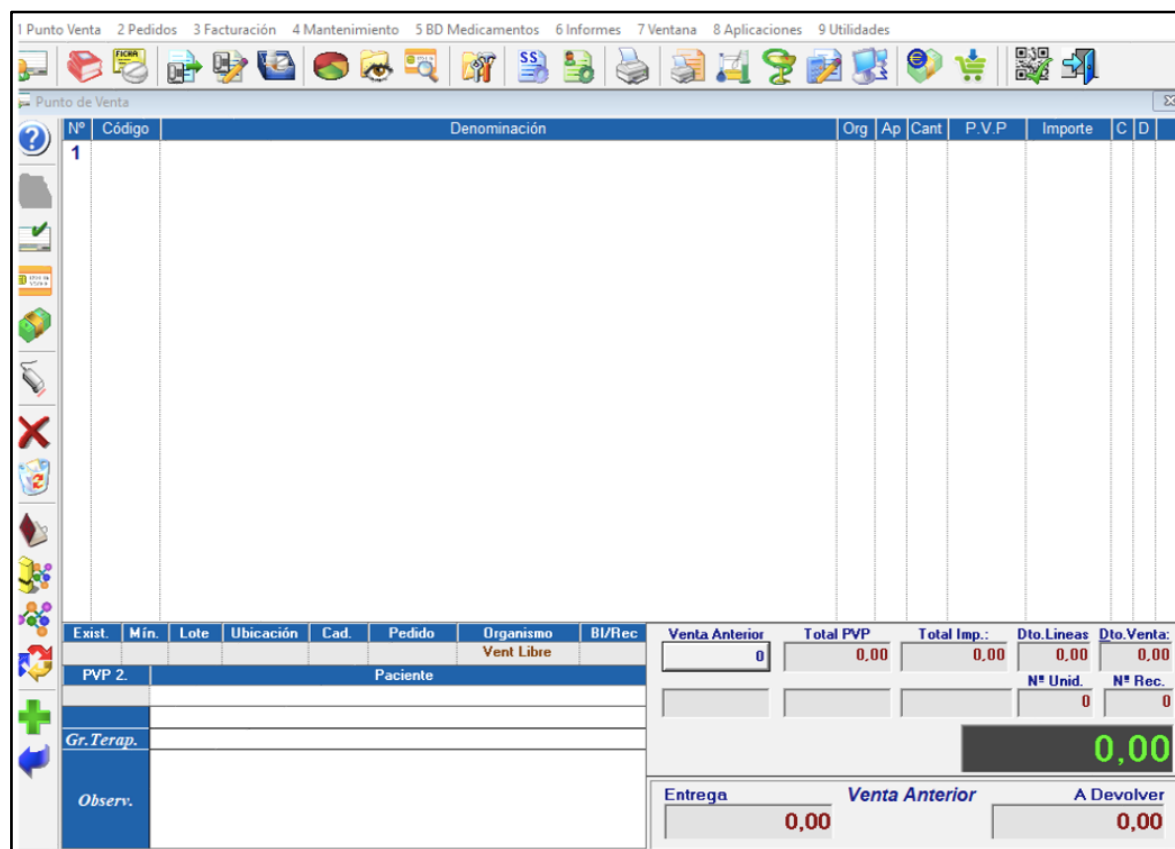 1 Punto Venta 2 Pedidos 3 Facturación 4 Mantenimiento 5 BD Medicamentos 6 Informes 7 Ventana 8 Aplicaciones 9 Utilidades
FICHA SS
Punto de Venta
Nº Código Denominación Org Ap Cant P.V.P Importe C D
1
Exist. Mín. Lote Ubicación Cad. Pedido Organismo BI/Rec
Vent Libre
PVP 2. Paciente
Gr.Terap.
Observ.
Venta Anterior Total PVP Total Imp.: Dto.Lineas Dto.Venta:
0 0,00 0,00 0,00 0,00
Nº Unid. Nº Rec.
0 0
0,00
Entrega Venta Anterior A Devolver
0,00 0,00